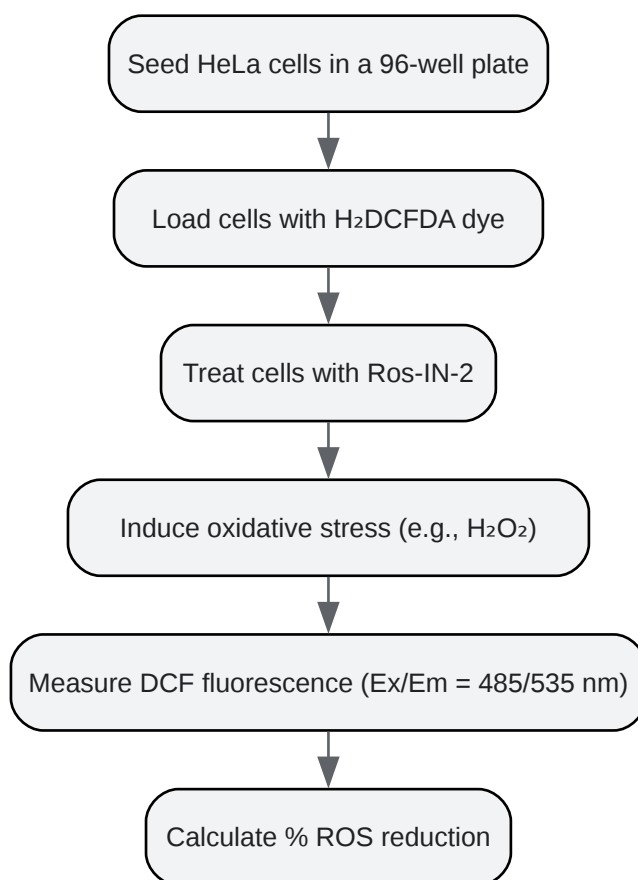 Seed HeLa cells in a 96-well plate
Load cells with H₂DCFDA dye
Treat cells with Ros-IN-2
Induce oxidative stress (e.g., H₂O₂)
Measure DCF fluorescence (Ex/Em = 485/535 nm)
Calculate % ROS reduction